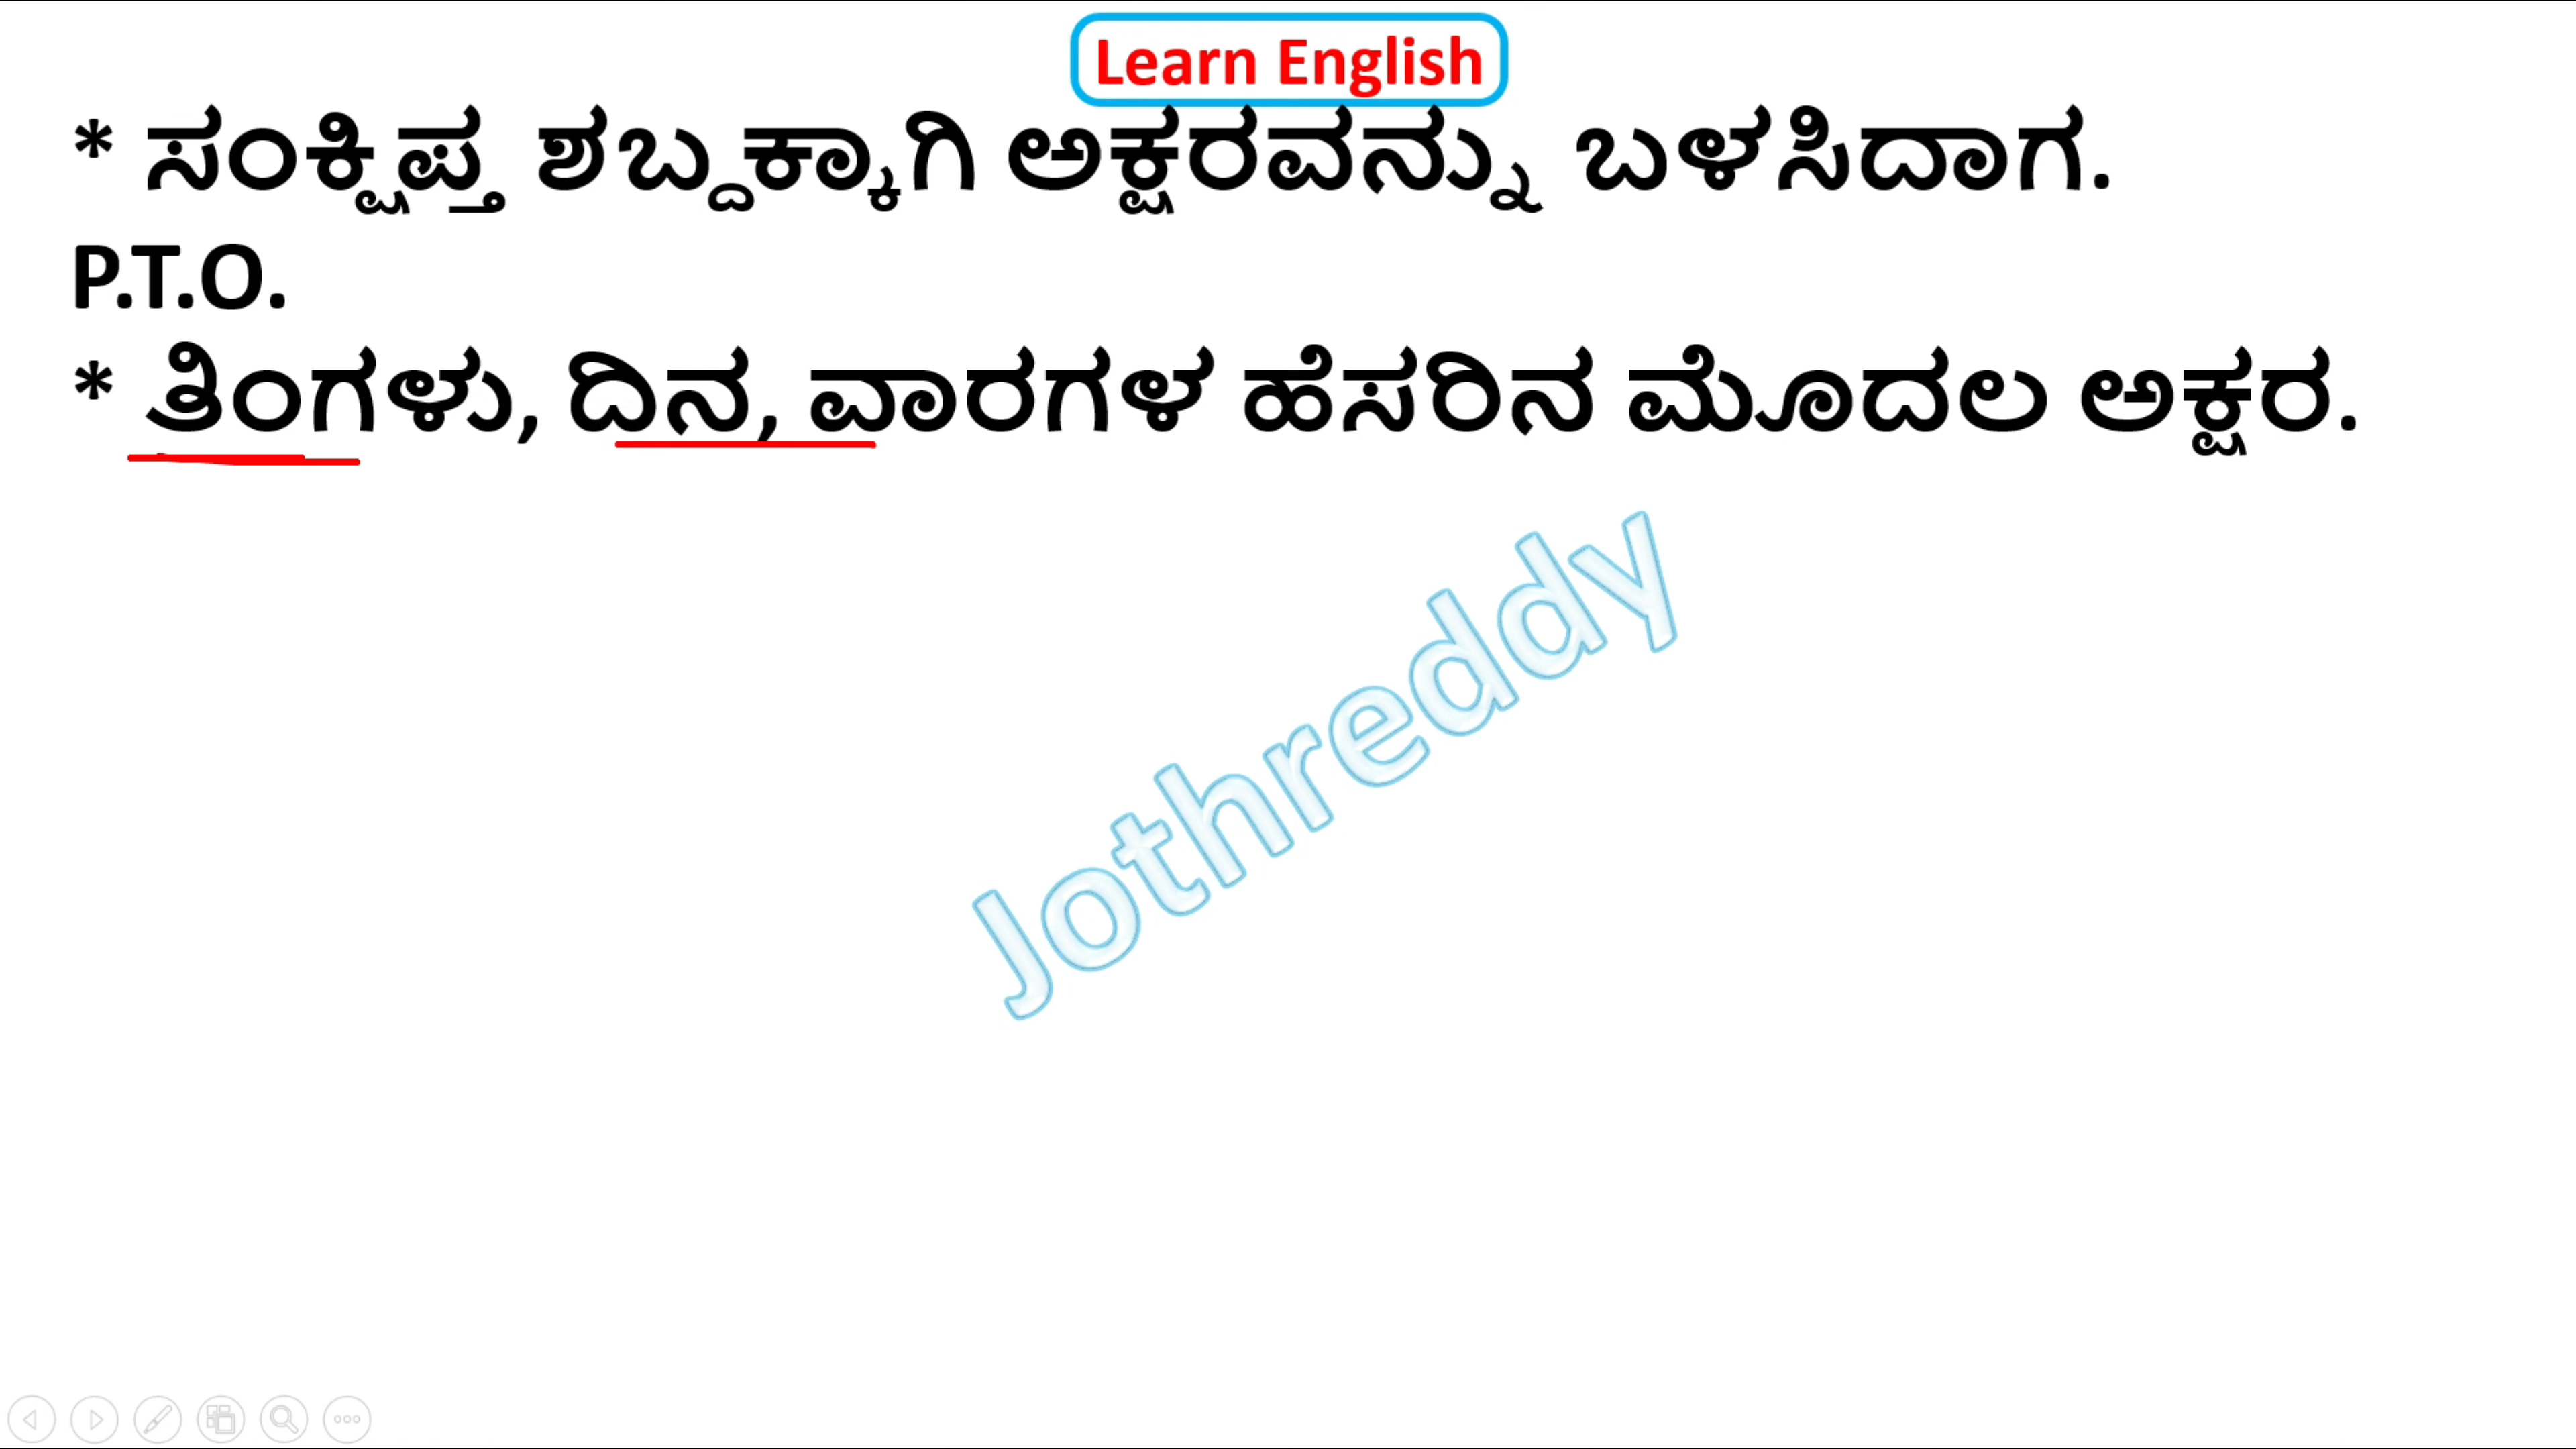 Learn English
* ಸಂಕ್ಷಿಪ್ತ ಶಬ್ದಕ್ಕಾಗಿ ಅಕ್ಷರವನ್ನು ಬಳಸಿದಾಗ.
P.T.O.
* ತಿಂಗಳು, ದಿನ, ವಾರಗಳ ಹೆಸರಿನ ಮೊದಲ ಅಕ್ಷರ.
Jothreddy